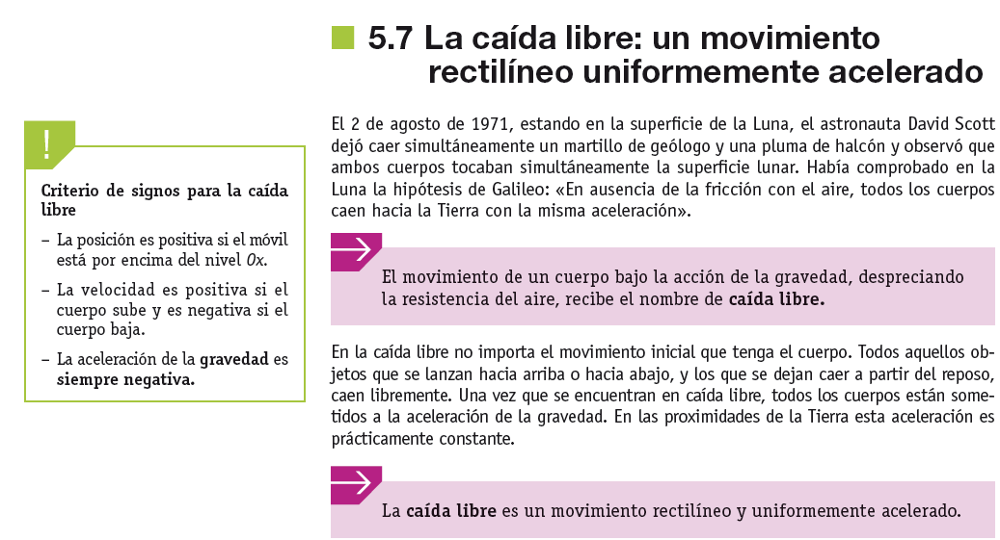 5.7 La caída libre: un movimiento
rectilíneo uniformemente acelerado
El 2 de agosto de 1971, estando en la superficie de la Luna, el astronauta David Scott
dejó caer simultáneamente un martillo de geólogo y una pluma de halcón y observó que
ambos cuerpos tocaban simultáneamente la superficie lunar. Había comprobado en la
Luna la hipótesis de Galileo: «En ausencia de la fricción con el aire, todos los cuerpos
caen hacia la Tierra con la misma aceleración».
!
Criterio de signos para la caída
libre
– La posición es positiva si el móvil
está por encima del nivel Ox.
– La velocidad es positiva si el
cuerpo sube y es negativa si el
cuerpo baja.
– La aceleración de la gravedad es
siempre negativa.
El movimiento de un cuerpo bajo la acción de la gravedad, despreciando
la resistencia del aire, recibe el nombre de caída libre.
En la caída libre no importa el movimiento inicial que tenga el cuerpo. Todos aquellos ob-
jetos que se lanzan hacia arriba o hacia abajo, y los que se dejan caer a partir del reposo,
caen libremente. Una vez que se encuentran en caída libre, todos los cuerpos están some-
tidos a la aceleración de la gravedad. En las proximidades de la Tierra esta aceleración es
prácticamente constante.
La caída libre es un movimiento rectilíneo y uniformemente acelerado.